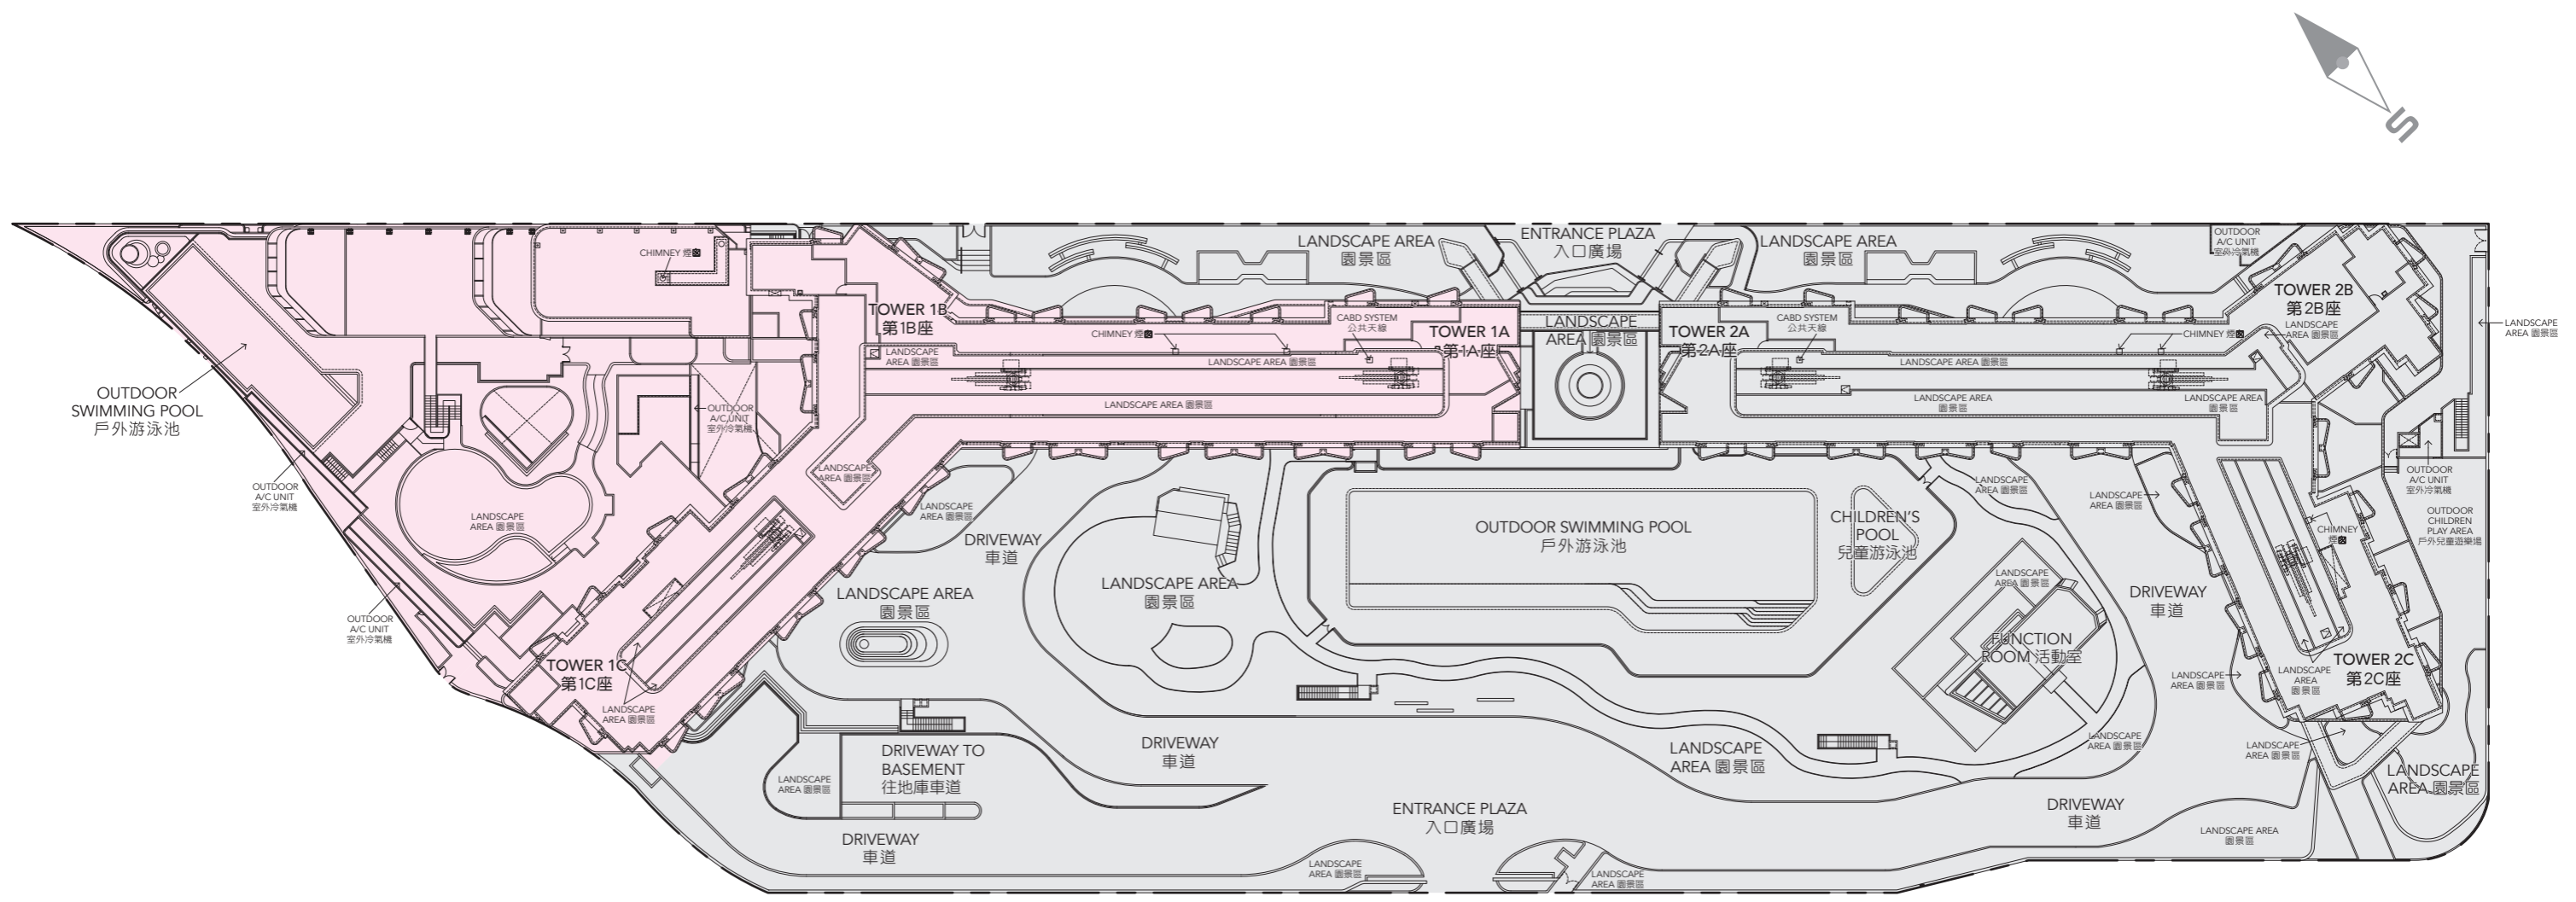 S
CHIMNEY 煙囪
LANDSCAPE AREA
園景區
ENTRANCE PLAZA
入口廣場
LANDSCAPE AREA
園景區
OUTDOOR
A/C UNIT
室外冷氣機
TOWER 1B
第1B座
CHIMNEY 煙囪
CABD SYSTEM
公共天線
TOWER 1A
第1A座
LANDSCAPE
AREA 園景區
TOWER 2A
第2A座
CABD SYSTEM
公共天線
CHIMNEY 煙囪
TOWER 2B
第2B座
LANDSCAPE
AREA 園景區
LANDSCAPE
AREA 園景區
LANDSCAPE
AREA 園景區
LANDSCAPE AREA 園景區
LANDSCAPE AREA 園景區
LANDSCAPE AREA 園景區
LANDSCAPE AREA
園景區
LANDSCAPE AREA
園景區
OUTDOOR
SWIMMING POOL
戶外游泳池
OUTDOOR
A/C UNIT
室外冷氣機
OUTDOOR
A/C UNIT
室外冷氣機
LANDSCAPE
AREA 園景區
LANDSCAPE
AREA 園景區
LANDSCAPE
AREA 園景區
DRIVEWAY
車道
OUTDOOR SWIMMING POOL
戶外游泳池
CHILDREN'S
POOL
兒童游泳池
LANDSCAPE
AREA 園景區
LANDSCAPE
AREA 園景區
OUTDOOR
A/C UNIT
室外冷氣機
OUTDOOR
CHILDREN
PLAY AREA
戶外兒童遊樂場
CHIMNEY
煙囪
OUTDOOR
A/C UNIT
室外冷氣機
LANDSCAPE AREA
園景區
LANDSCAPE AREA
園景區
LANDSCAPE
AREA 園景區
DRIVEWAY
車道
FUNCTION
ROOM 活動室
TOWER 1C
第1C座
LANDSCAPE
AREA 園景區
LANDSCAPE
AREA 園景區
LANDSCAPE
AREA
園景區
TOWER 2C
第2C座
LANDSCAPE
AREA 園景區
DRIVEWAY TO
BASEMENT
往地庫車道
DRIVEWAY
車道
LANDSCAPE
AREA 園景區
LANDSCAPE
AREA 園景區
LANDSCAPE
AREA 園景區
LANDSCAPE
AREA 園景區
DRIVEWAY
車道
ENTRANCE PLAZA
入口廣場
DRIVEWAY
車道
LANDSCAPE AREA
園景區
LANDSCAPE
AREA 園景區
LANDSCAPE
AREA 園景區